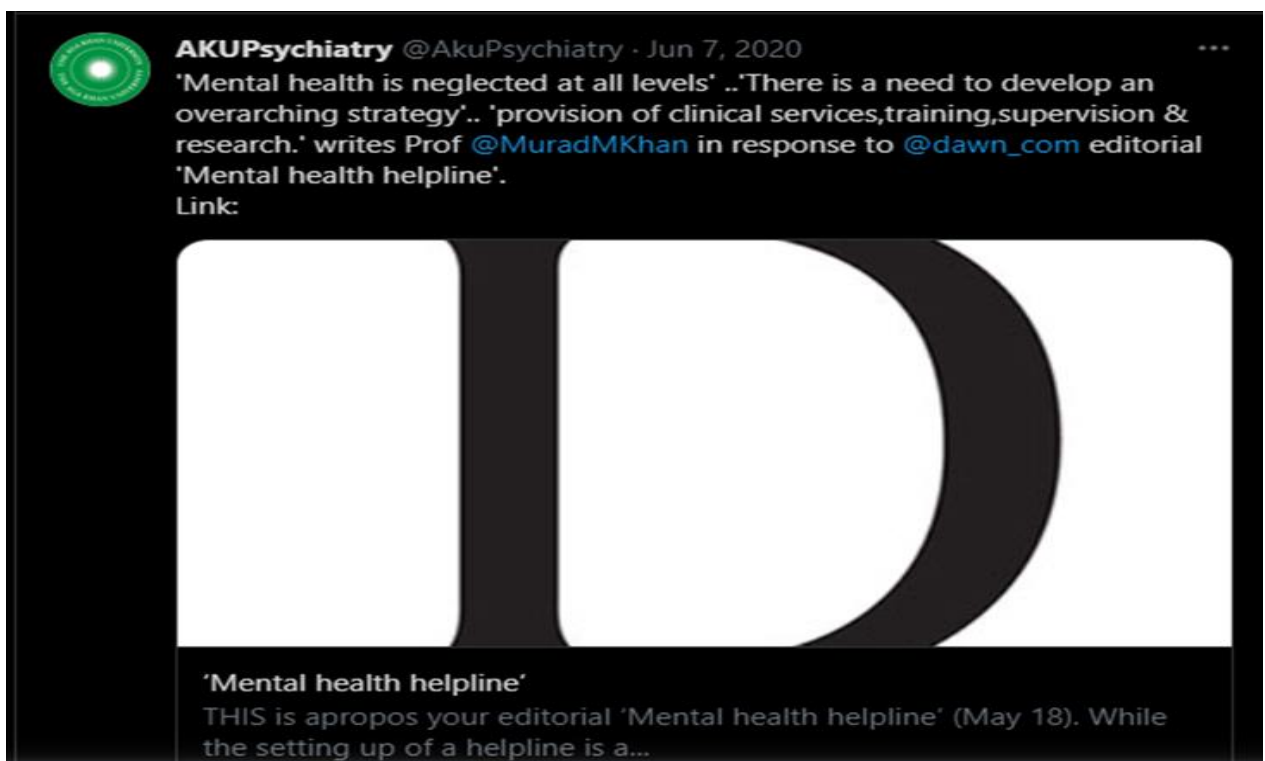 AKUPsychiatry @AkuPsychiatry · Jun 7, 2020 ...
'Mental health is neglected at all levels' ..'There is a need to develop an
overarching strategy'.. 'provision of clinical services,training,supervision &
research.' writes Prof @MuradMKhan in response to @dawn_com editorial
'Mental health helpline'.
Link:
D
‘Mental health helpline’
THIS is apropos your editorial ‘Mental health helpline’ (May 18). While
the setting up of a helpline is a...